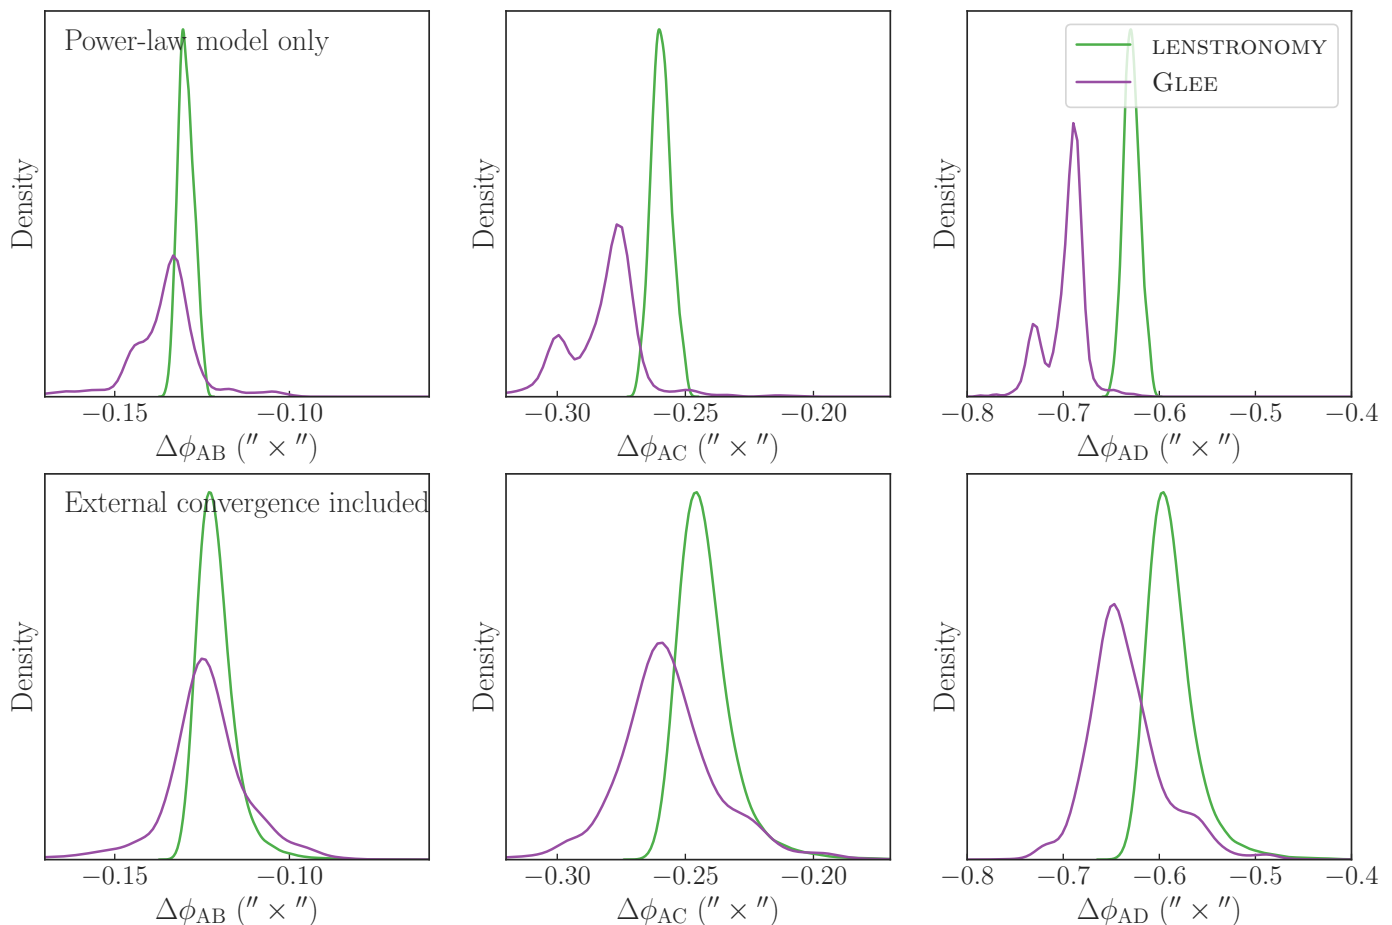 Power-law model only
LENSTRONOMY
GLEE
Density
Density
Density
−0.15 −0.10
−0.30 −0.25 −0.20
−0.8 −0.7 −0.6 −0.5 −0.4
Δϕ_AB (″ × ″)
Δϕ_AC (″ × ″)
Δϕ_AD (″ × ″)
External convergence included
Density
Density
Density
−0.15 −0.10
−0.30 −0.25 −0.20
−0.8 −0.7 −0.6 −0.5 −0.4
Δϕ_AB (″ × ″)
Δϕ_AC (″ × ″)
Δϕ_AD (″ × ″)